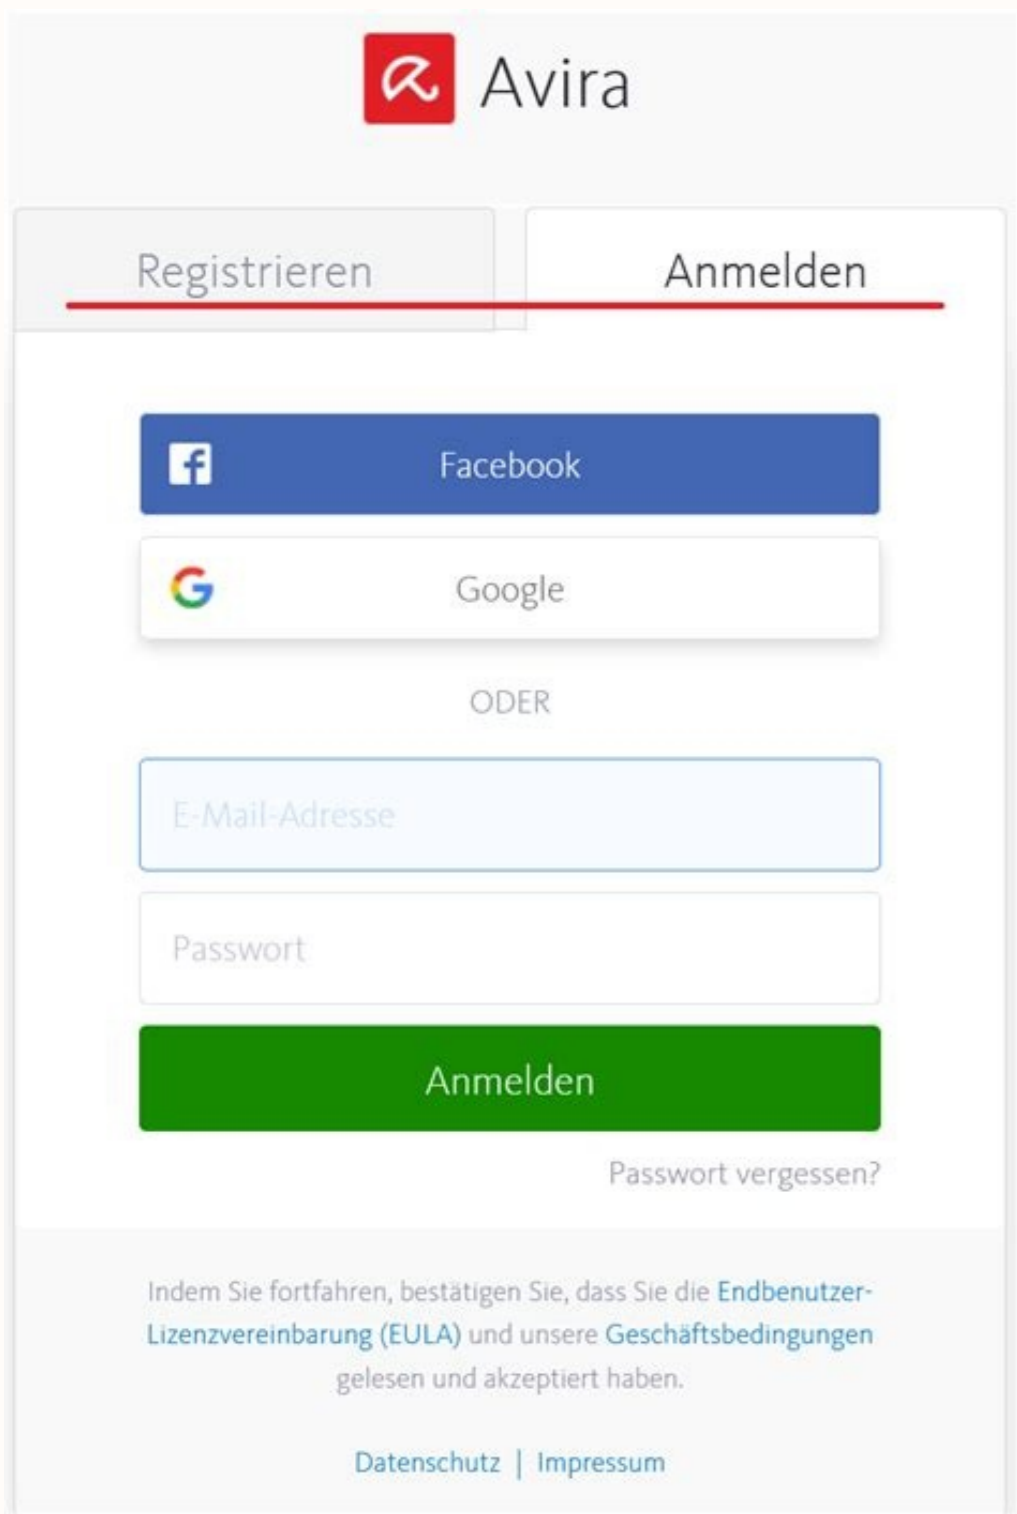 Avira
Registrieren
Anmelden
Facebook
Google
ODER
E-Mail-Adresse
Passwort
Anmelden
Passwort vergessen?
Indem Sie fortfahren, bestätigen Sie, dass Sie die Endbenutzer-
Lizenzvereinbarung (EULA) und unsere Geschäftsbedingungen
gelesen und akzeptiert haben.
Datenschutz | Impressum